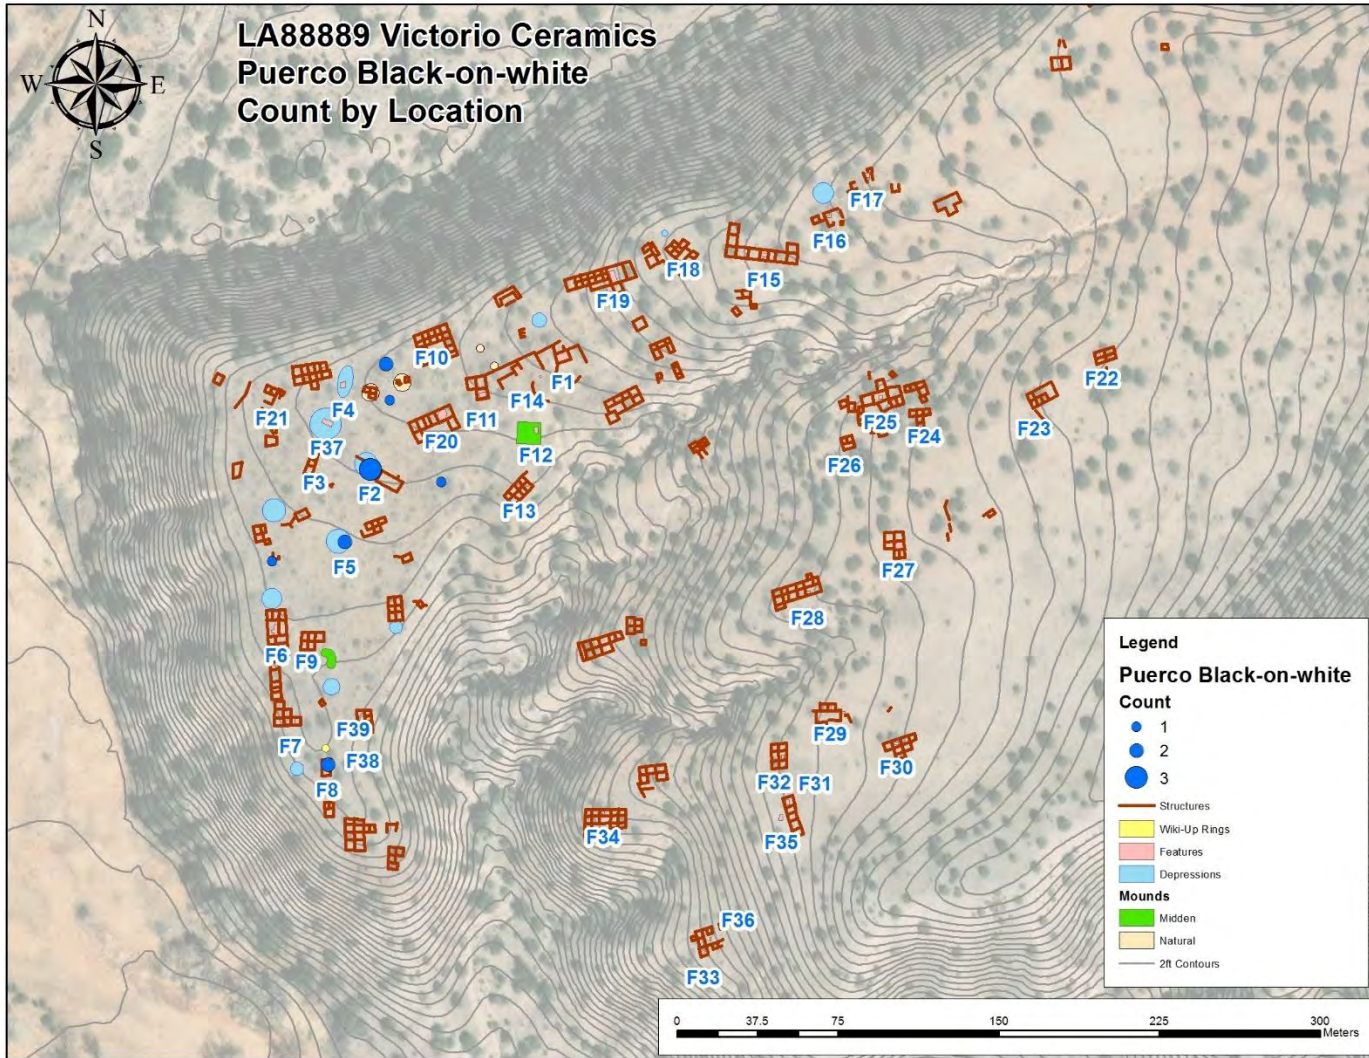 N
W E
S
LA88889 Victorio Ceramics
Puerco Black-on-white
Count by Location
F17
F16
F18
F15
F19
F10
F1
F22
F21
F4
F11
F14
F25
F24
F23
F37
F20
F12
F26
F3
F2
F13
F5
F27
F28
F6
F9
F39
F29
F7
F38
F30
F8
F32
F31
F34
F35
F36
F33
Legend
Puerco Black-on-white
Count
1
2
3
Structures
Wiki-Up Rings
Features
Depressions
Mounds
Midden
Natural
2ft Contours
0 37.5 75 150 225 300
Meters